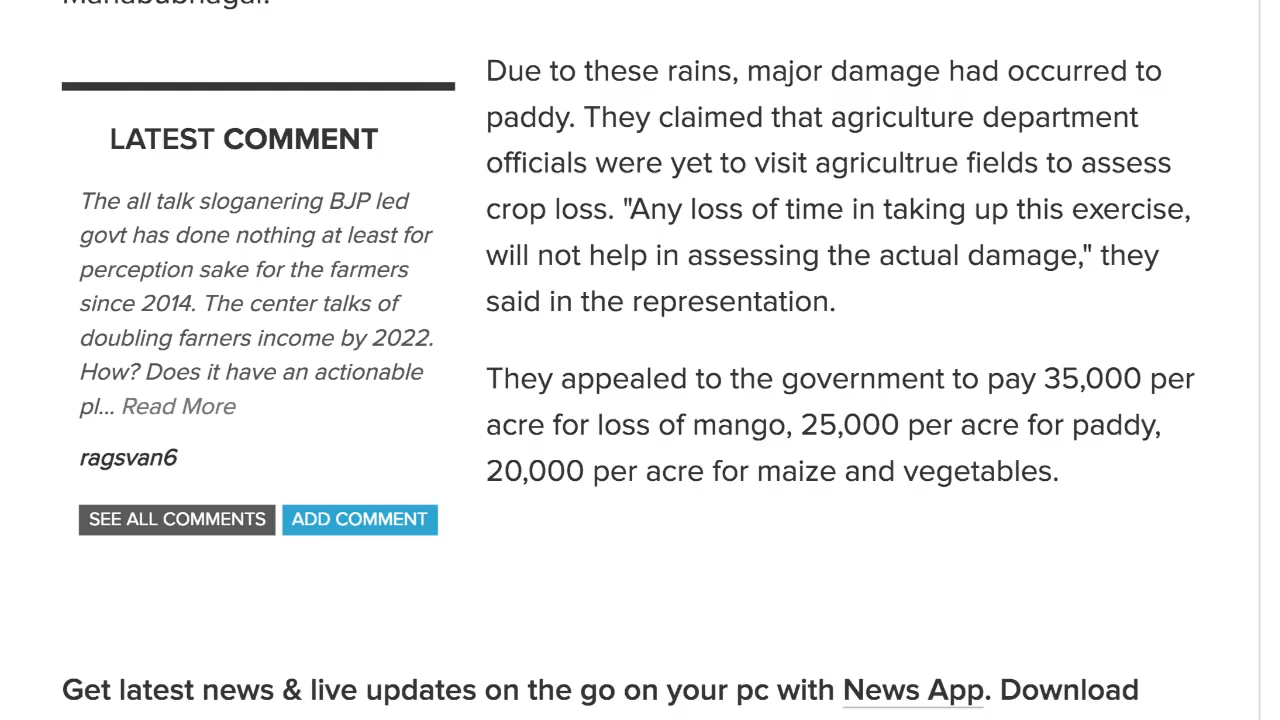 Mahabubnagar.
LATEST COMMENT
The all talk sloganering BJP led
govt has done nothing at least for
perception sake for the farmers
since 2014. The center talks of
doubling farners income by 2022.
How? Does it have an actionable
pl... Read More
ragsvan6
SEE ALL COMMENTS ADD COMMENT
Due to these rains, major damage had occurred to
paddy. They claimed that agriculture department
officials were yet to visit agricultrue fields to assess
crop loss. "Any loss of time in taking up this exercise,
will not help in assessing the actual damage," they
said in the representation.
They appealed to the government to pay 35,000 per
acre for loss of mango, 25,000 per acre for paddy,
20,000 per acre for maize and vegetables.
Get latest news & live updates on the go on your pc with News App. Download